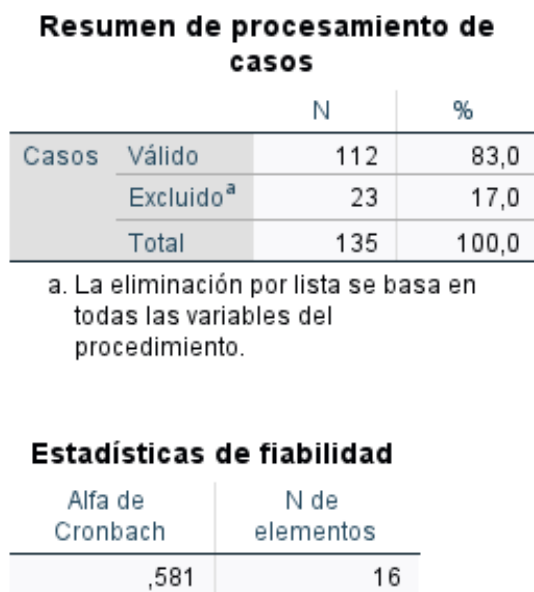 Resumen de procesamiento de
casos
N %
Casos Válido 112 83,0
Excluidoᵃ 23 17,0
Total 135 100,0
a. La eliminación por lista se basa en
todas las variables del
procedimiento.
Estadísticas de fiabilidad
Alfa de N de
Cronbach elementos
,581 16